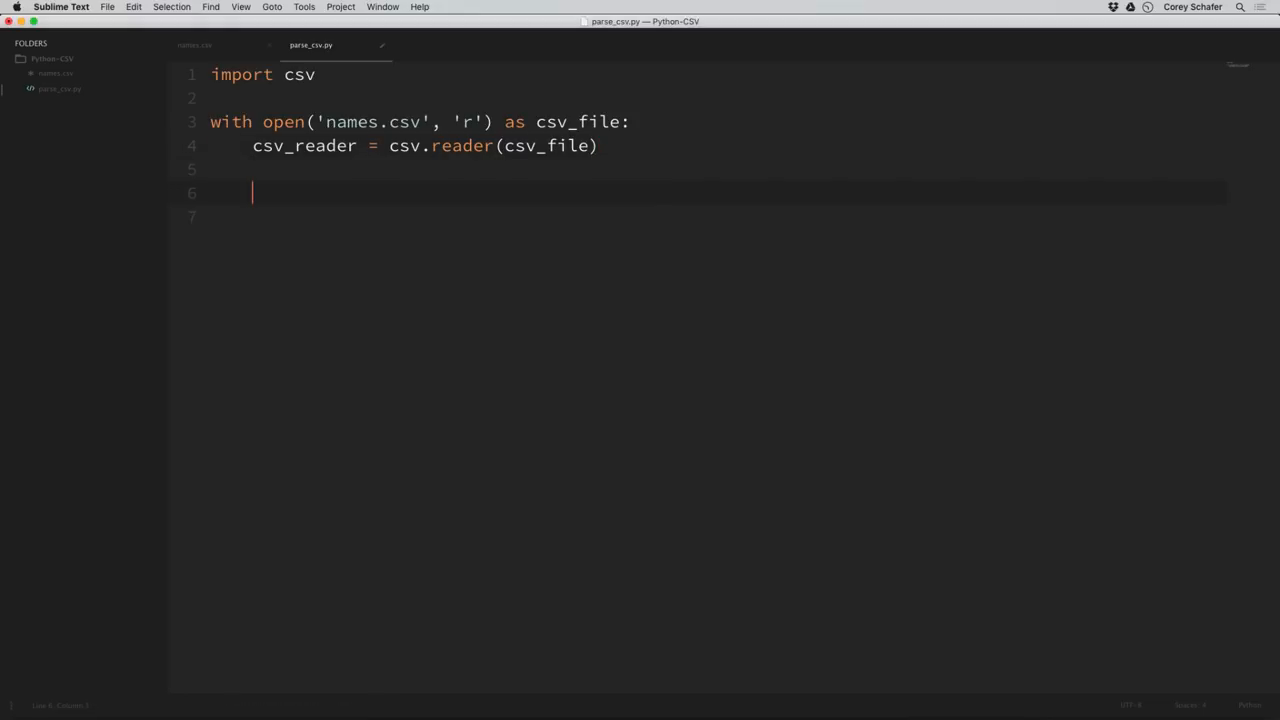 Sublime Text File Edit Selection Find View Goto Tools Project Window Help Corey Schafer
parse_csv.py — Python-CSV
FOLDERS
Python-CSV
names.csv
parse_csv.py
names.csv parse_csv.py
1 import csv
2
3 with open('names.csv', 'r') as csv_file:
4 csv_reader = csv.reader(csv_file)
5
6
7
Line 6, Column 5 UTF-8 Spaces: 4 Python